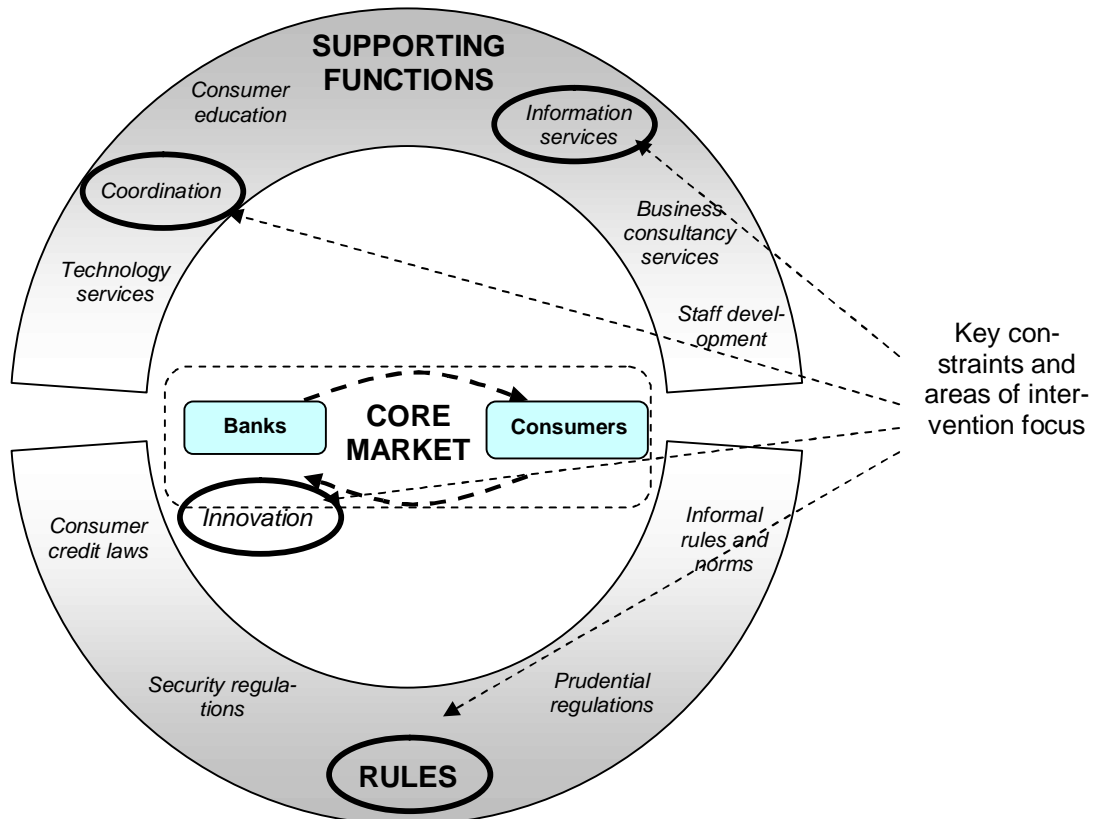 SUPPORTING
FUNCTIONS
Consumer
education
Information
services
Coordination
Business
consultancy
services
Technology
services
Staff devel-
opment
Key con-
straints and
areas of inter-
vention focus
Banks
CORE
MARKET
Consumers
Innovation
Consumer
credit laws
Informal
rules and
norms
Security regula-
tions
Prudential
regulations
RULES